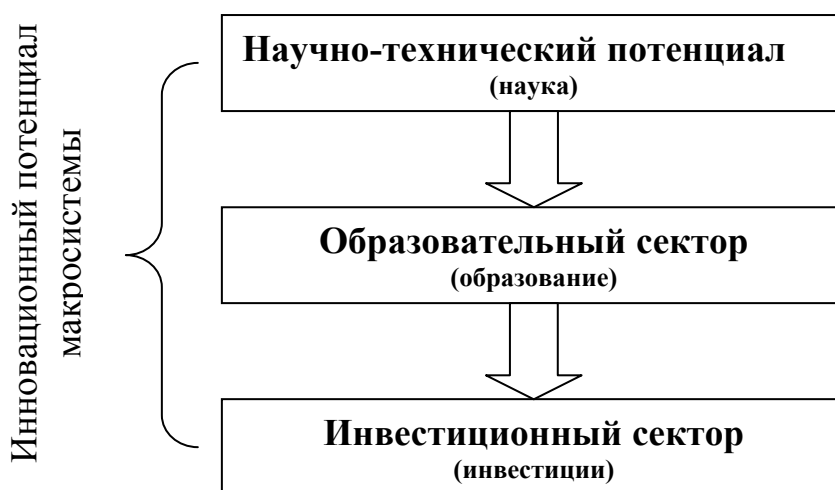 Инновационный потенциал
макросистемы
Научно-технический потенциал
(наука)
Образовательный сектор
(образование)
Инвестиционный сектор
(инвестиции)